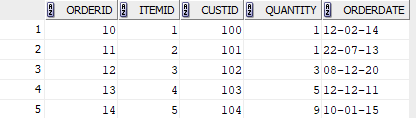 ORDERID ITEMID CUSTID QUANTITY ORDERDATE
1 10 1 100 1 12-02-14
2 11 2 101 1 22-07-13
3 12 3 102 3 08-12-20
4 13 4 103 5 12-12-11
5 14 5 104 9 10-01-15